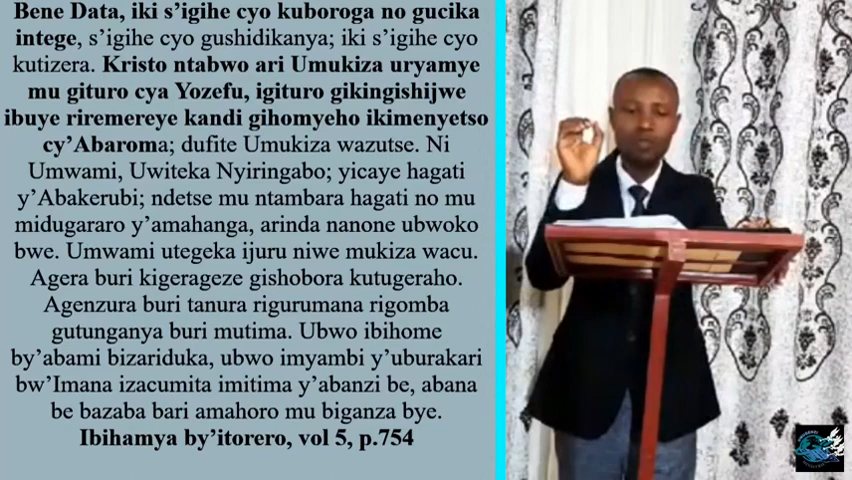 Bene Data, iki s'igihe cyo kuboroga no gucika
intege, s'igihe cyo gushidikanya; iki s'igihe cyo
kutizera. Kristo ntabwo ari Umukiza uryamye
mu gituro cya Yozefu, igituro gikingishijwe
ibuye riremereye kandi gihomyeho ikimenyetso
cy'Abaroma; dufite Umukiza wazutse. Ni
Umwami, Uwiteka Nyiringabo; yicaye hagati
y'Abakerubi; ndetse mu ntambara hagati no mu
midugararo y'amahanga, arinda nanone ubwoko
bwe. Umwami utegeka ijuru niwe mukiza wacu.
Agera buri kigerageze gishobora kutugeraho.
Agenzura buri tanura rigurumana rigomba
gutunganya buri mutima. Ubwo ibihome
by'abami bizariduka, ubwo imyambi y'uburakari
bw'Imana izacumita imitima y'abanzi be, abana
be bazaba bari amahoro mu biganza bye.
Ibihamya by'itorero, vol 5, p.754